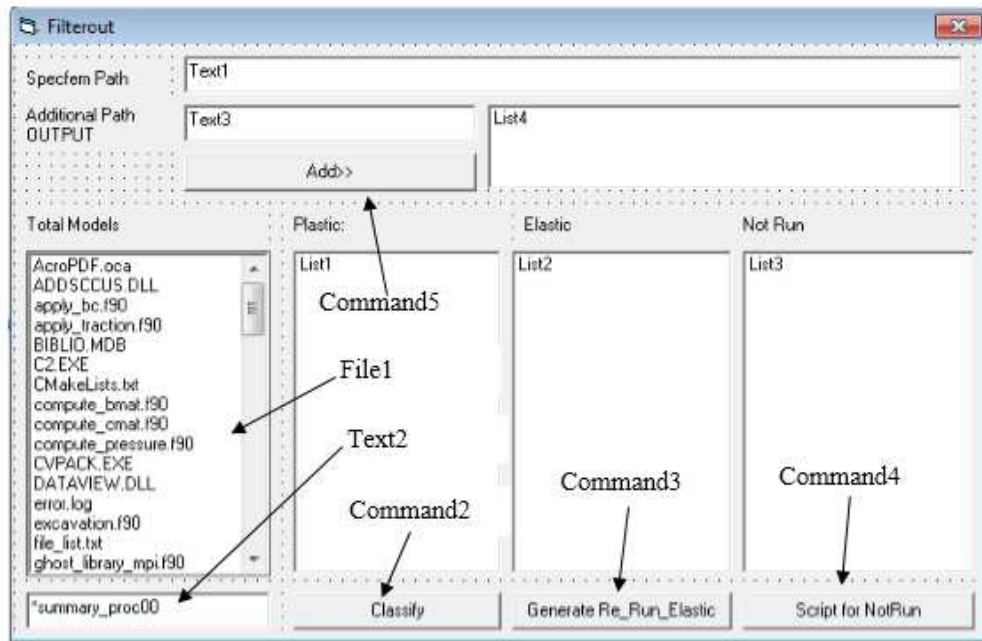 Filterout
Specfem Path
Text1
Additional Path
OUTPUT
Text3
List4
Add>>
Total Models
Plastic:
Elastic
Not Run
AcroPDF.oca
ADDSCCUS.DLL
apply_bc.f90
apply_traction.f90
BIBLIO.MDB
C2.EXE
CMakeLists.txt
compute_bmat.f90
compute_cmat.f90
compute_pressure.f90
CVPACK.EXE
DATAVIEW.DLL
error.log
excavation.f90
file_list.txt
ghost_library_mpi.f90
List1
List2
List3
Command5
File1
Text2
Command2
Command3
Command4
*summary_proc00
Classify
Generate Re_Run_Elastic
Script for NotRun